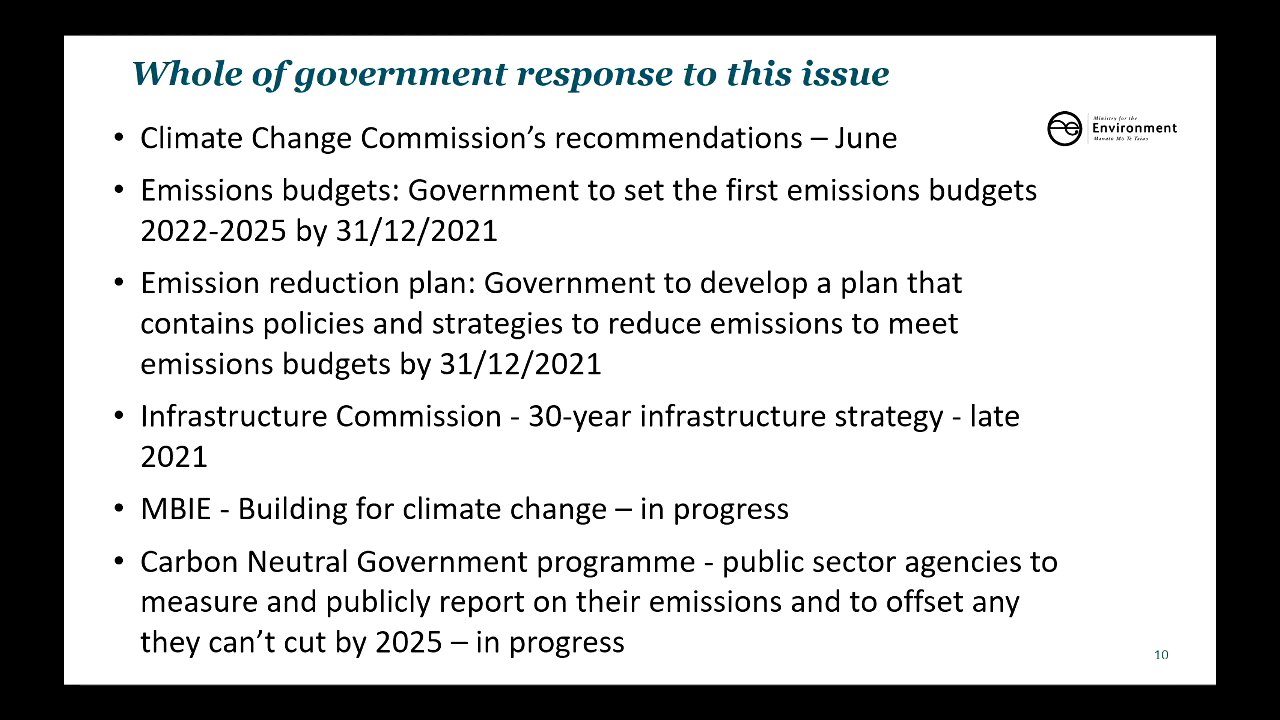 Whole of government response to this issue
Ministry for the
Environment
Manatū Mō Te Taiao
• Climate Change Commission’s recommendations – June
• Emissions budgets: Government to set the first emissions budgets
2022-2025 by 31/12/2021
• Emission reduction plan: Government to develop a plan that
contains policies and strategies to reduce emissions to meet
emissions budgets by 31/12/2021
• Infrastructure Commission - 30-year infrastructure strategy - late
2021
• MBIE - Building for climate change – in progress
• Carbon Neutral Government programme - public sector agencies to
measure and publicly report on their emissions and to offset any
they can’t cut by 2025 – in progress
10